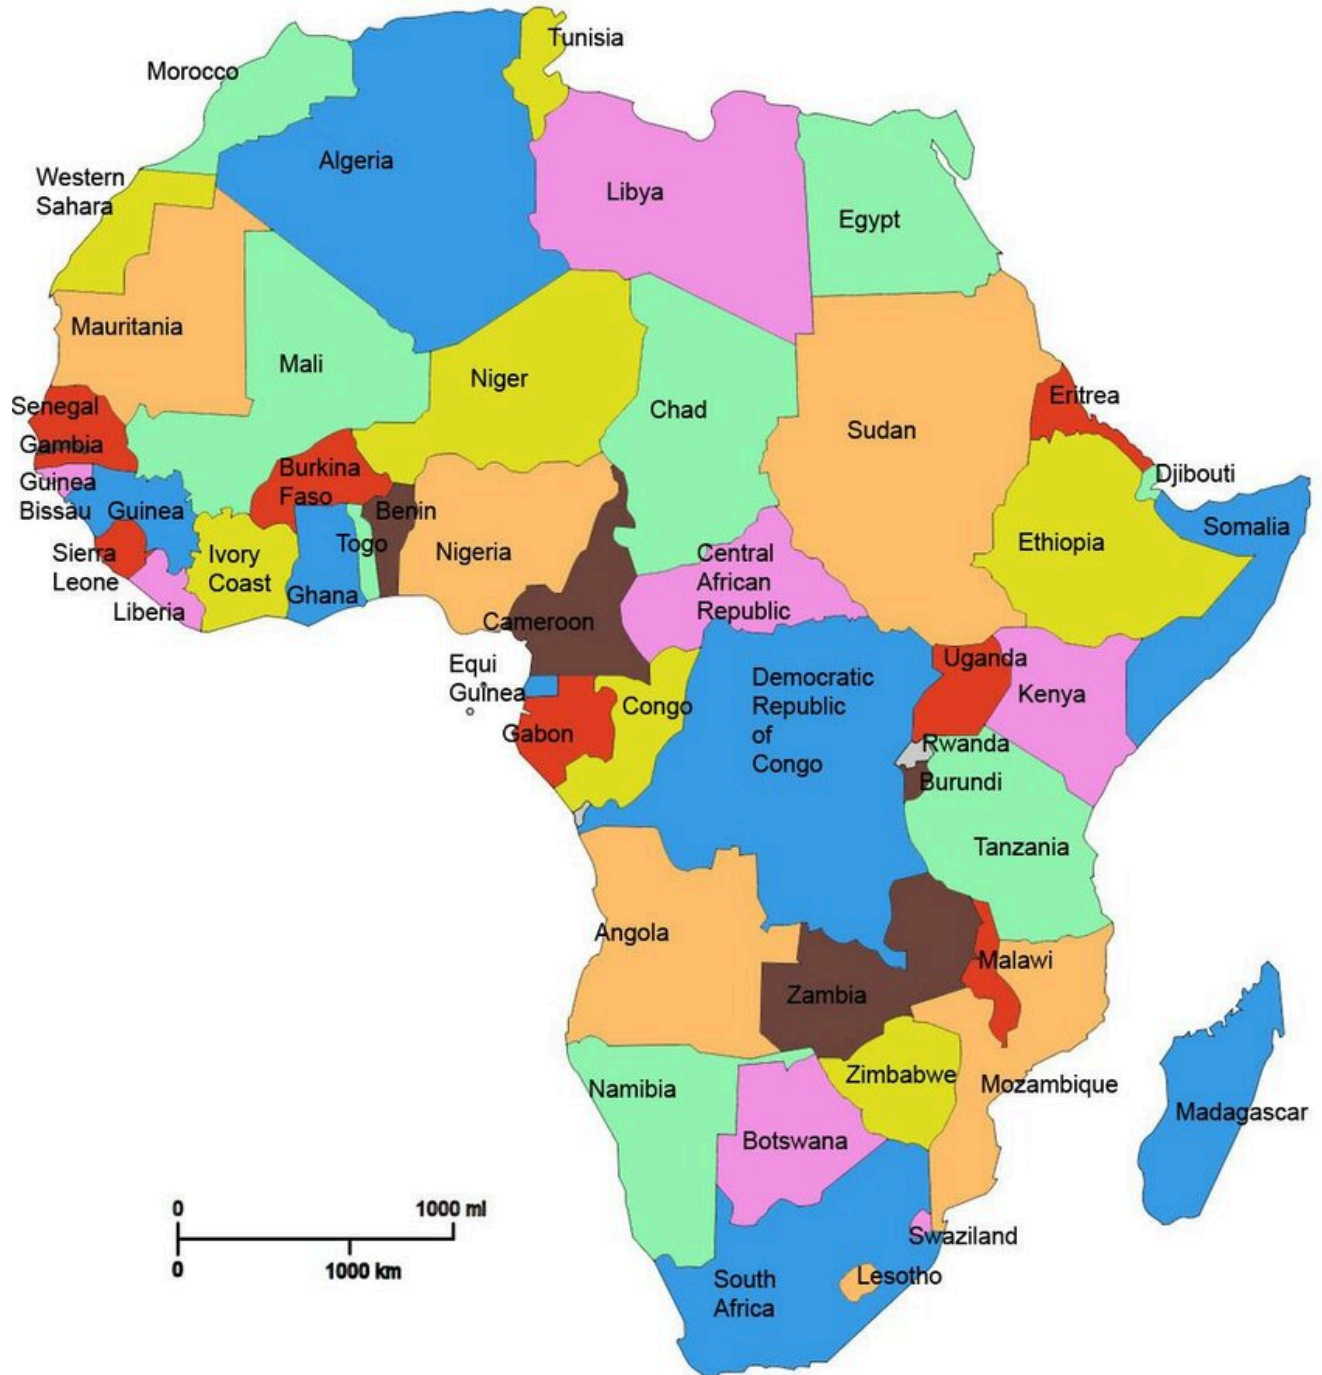 Tunisia
Morocco
Algeria
Western
Sahara
Libya
Egypt
Mauritania
Mali
Niger
Chad
Sudan
Eritrea
Senegal
Gambia
Guinea
Bissau
Guinea
Burkina
Faso
Benin
Togo
Nigeria
Djibouti
Somalia
Ethiopia
Sierra
Leone
Ivory
Coast
Ghana
Liberia
Central
African
Republic
Cameroon
Equi
Guinea
Gabon
Congo
Democratic
Republic
of
Congo
Uganda
Kenya
Rwanda
Burundi
Tanzania
Angola
Zambia
Malawi
Namibia
Zimbabwe
Mozambique
Madagascar
Botswana
Swaziland
Lesotho
South
Africa
0 1000 mi
0 1000 km